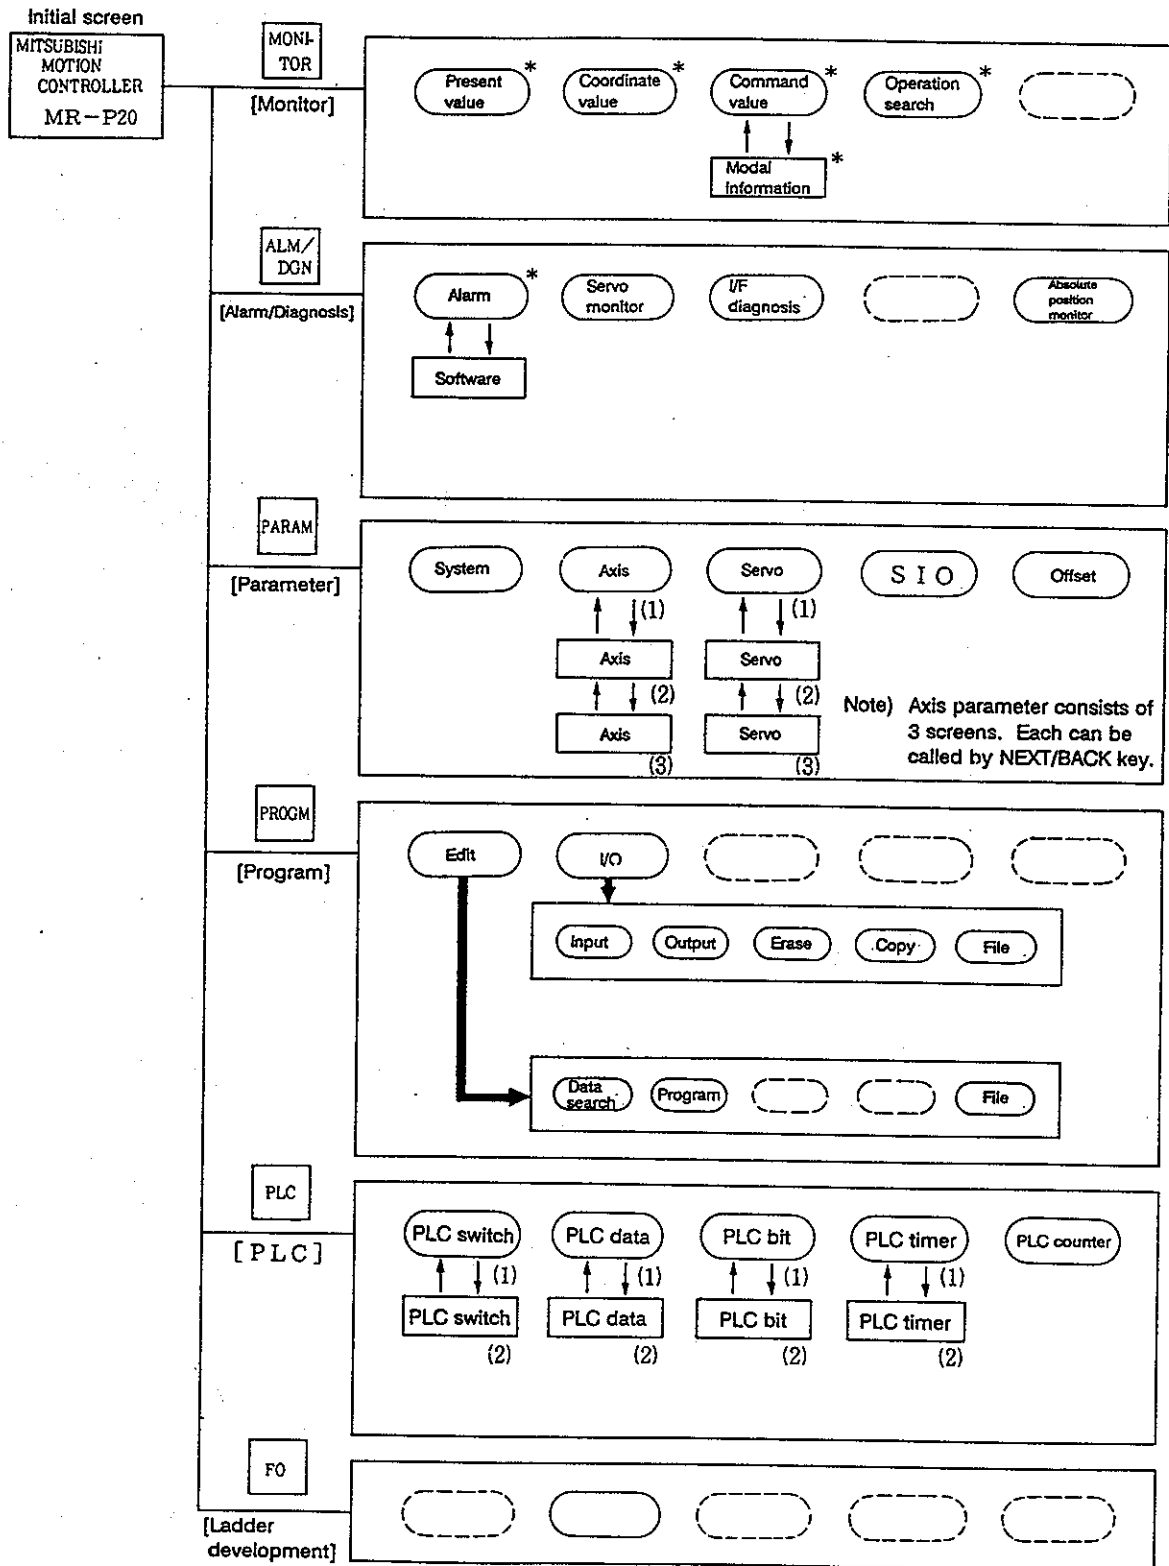 Initial screen
MITSUBISHI
MOTION
CONTROLLER
MR-P20
MONI-
TOR
[Monitor]
Present
value
*
Coordinate
value
*
Command
value
*
Operation
search
*
Modal
Information
*
ALM/
DGN
[Alarm/Diagnosis]
Alarm
*
Servo
monitor
I/F
diagnosis
Absolute
position
monitor
Software
PARAM
[Parameter]
System
Axis
Servo
SIO
Offset
(1)
(1)
Axis
Servo
(2)
(2)
Axis
Servo
(3)
(3)
Note) Axis parameter consists of
3 screens. Each can be
called by NEXT/BACK key.
PROGM
[Program]
Edit
I/O
Input
Output
Erase
Copy
File
Data
search
Program
File
PLC
[PLC]
PLC switch
PLC data
PLC bit
PLC timer
PLC counter
(1)
(1)
(1)
(1)
PLC switch
PLC data
PLC bit
PLC timer
(2)
(2)
(2)
(2)
F0
[Ladder
development]